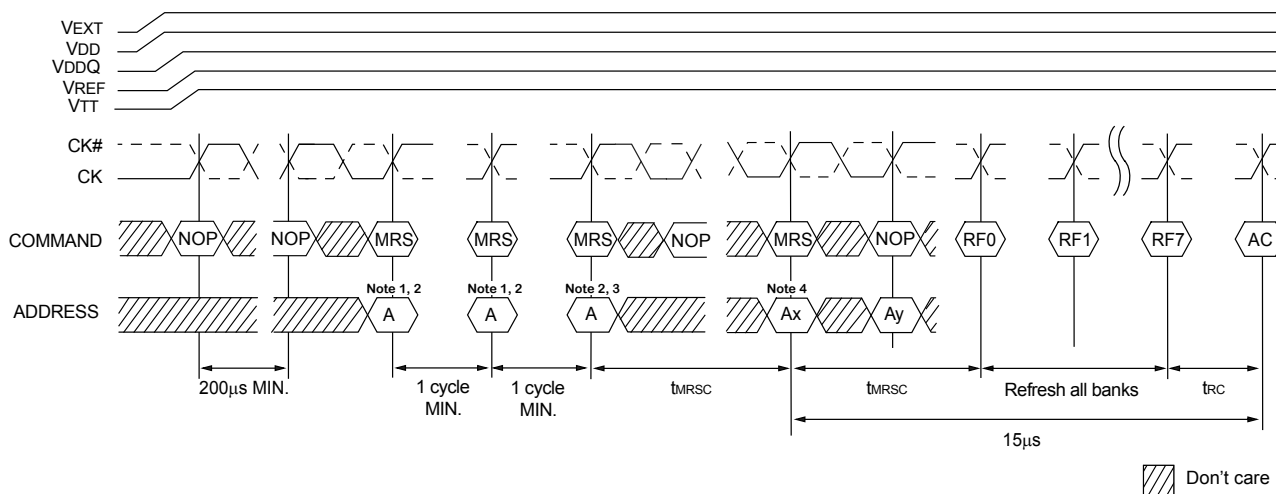 VEXT
VDD
VDDQ
VREF
VTT
CK#
CK
COMMAND NOP NOP MRS MRS MRS NOP MRS NOP RF0 RF1 RF7 AC
Note 1, 2 Note 1, 2 Note 2, 3 Note 4
ADDRESS A A A Ax Ay
200μs MIN. 1 cycle MIN. 1 cycle MIN. tMRSC tMRSC Refresh all banks tRC
15μs
Don't care